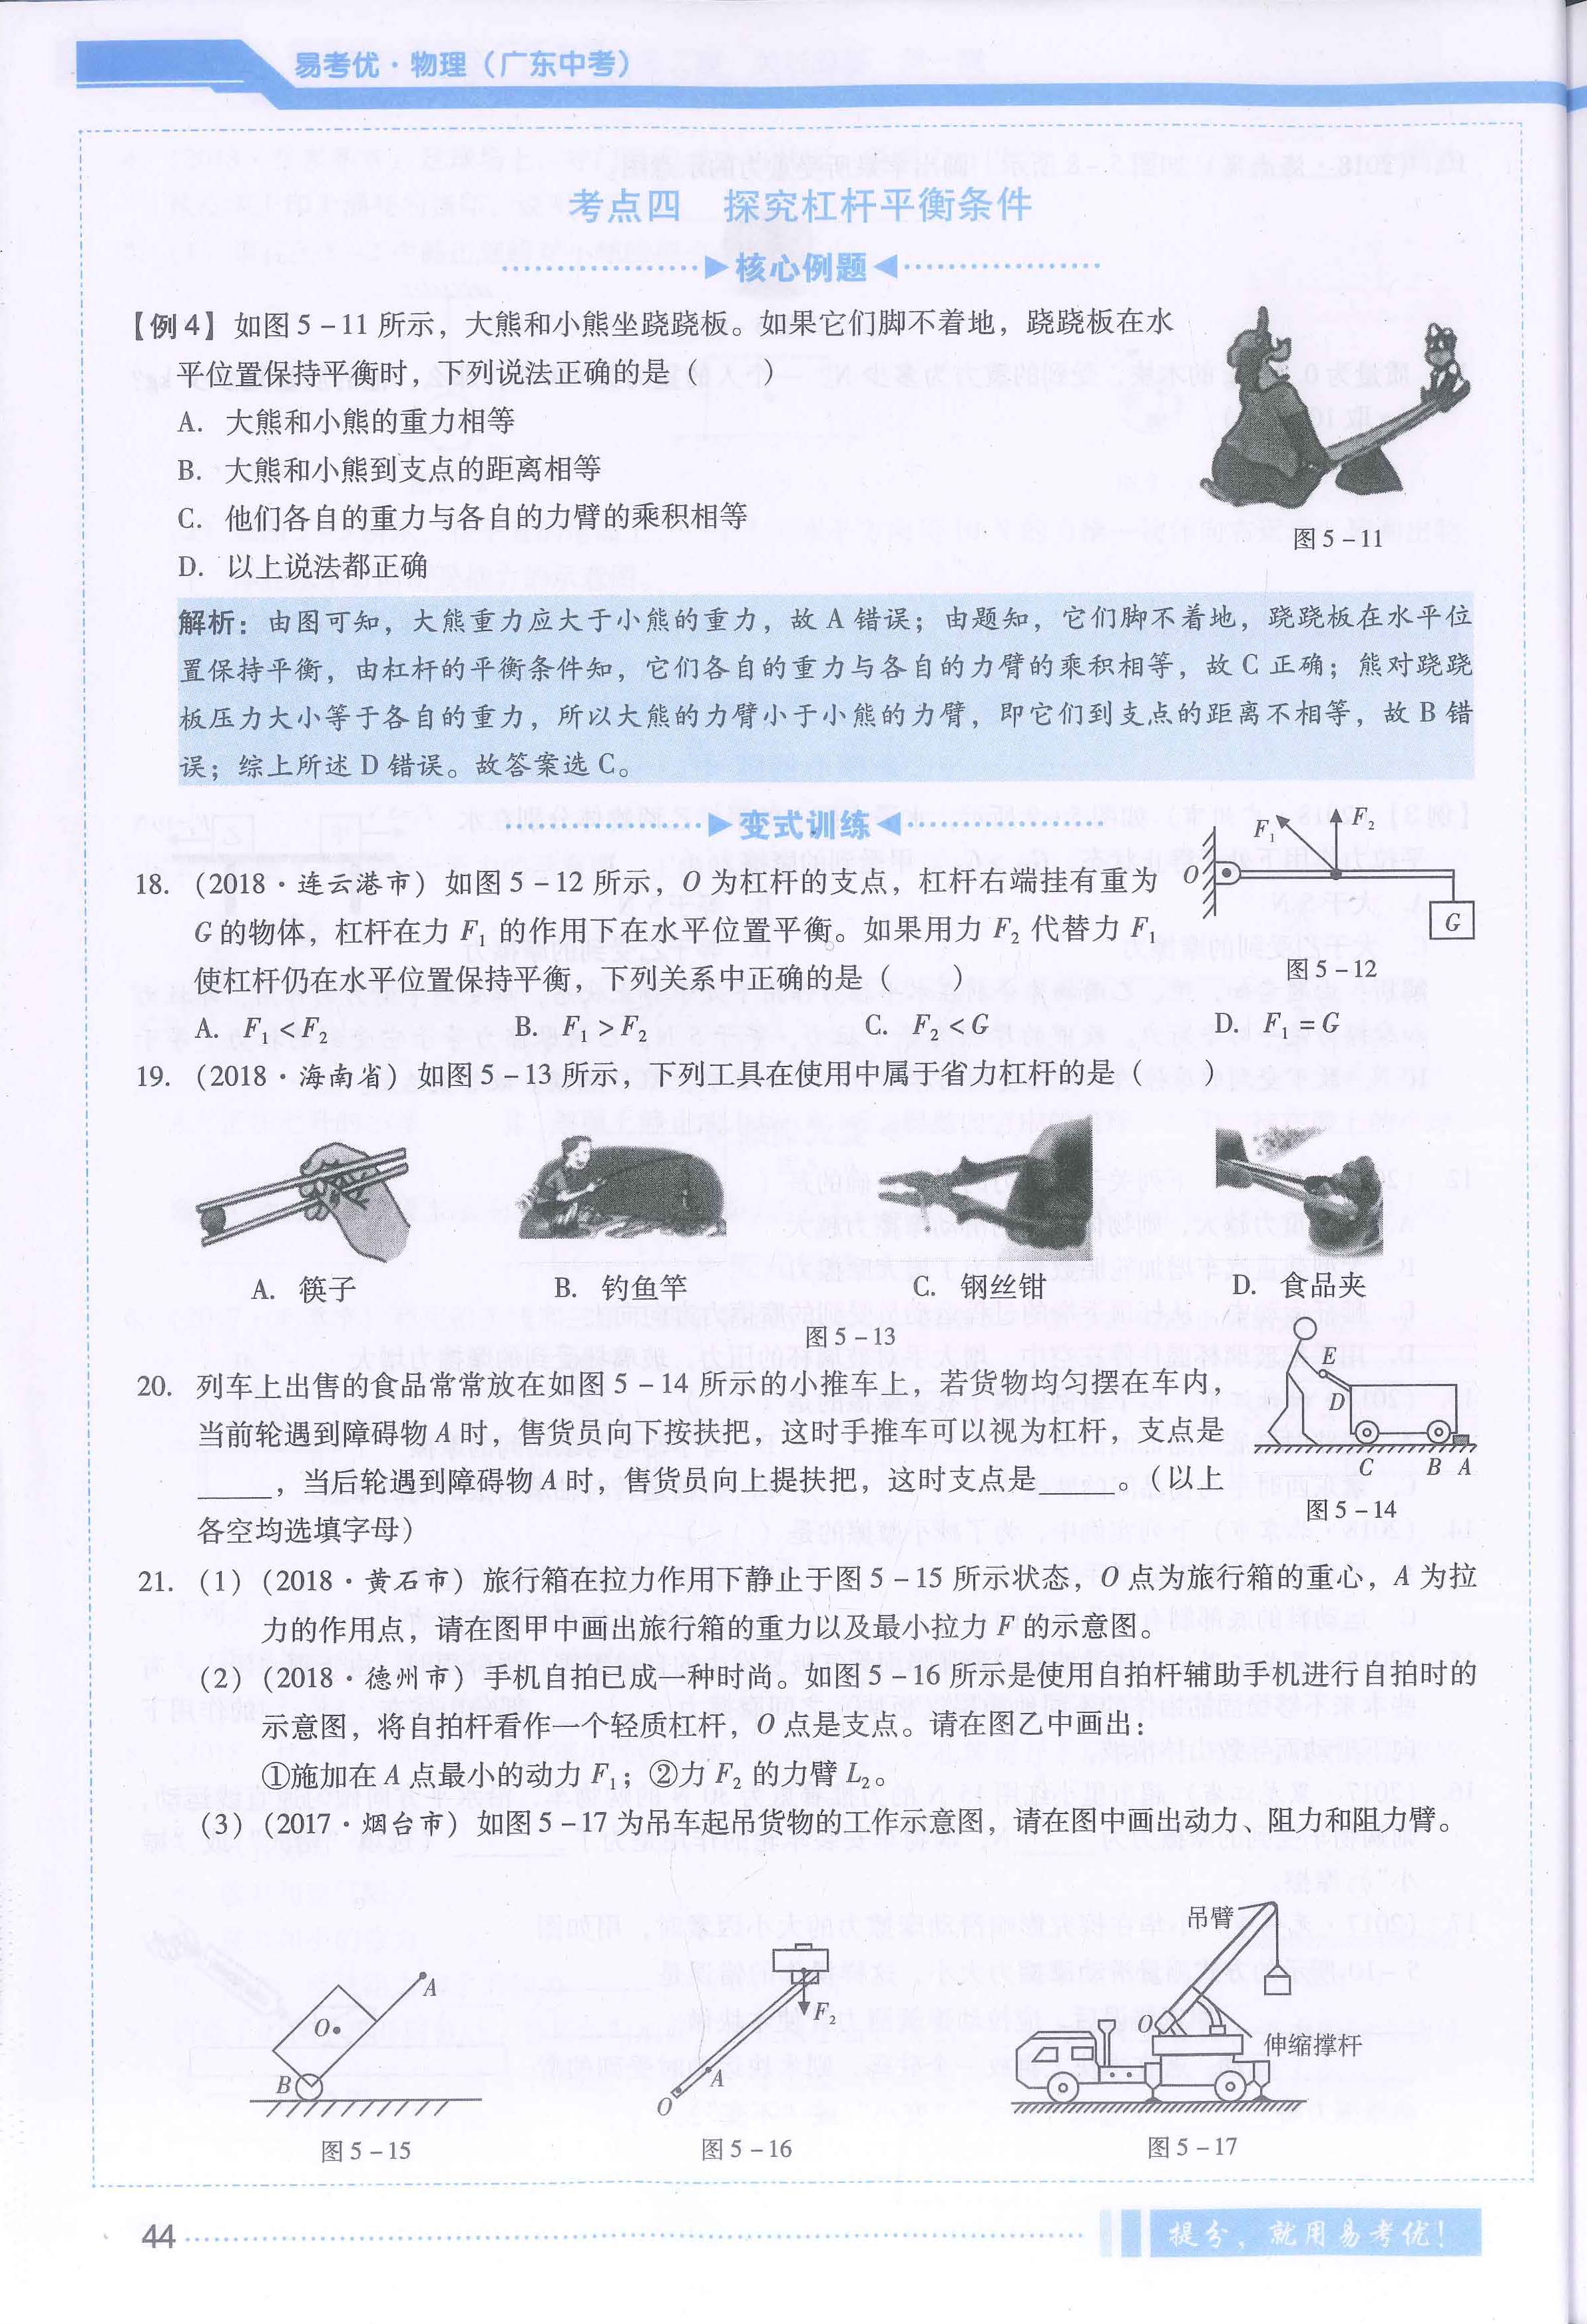 易考优·物理（广东中考）
考点四 探究杠杆平衡条件
核心例题
【例4】如图5-11所示，大熊和小熊坐跷跷板。如果它们脚不着地，跷跷板在水
平位置保持平衡时，下列说法正确的是（ ）
A. 大熊和小熊的重力相等
B. 大熊和小熊到支点的距离相等
C. 他们各自的重力与各自的力臂的乘积相等
D. 以上说法都正确
图5-11
解析：由图可知，大熊重力应大于小熊的重力，故A错误；由题知，它们脚不着地，跷跷板在水平位
置保持平衡，由杠杆的平衡条件知，它们各自的重力与各自的力臂的乘积相等，故C正确；熊对跷跷
板压力大小等于各自的重力，所以大熊的力臂小于小熊的力臂，即它们到支点的距离不相等，故B错
误；综上所述D错误。故答案选C。
变式训练
18. （2018·连云港市）如图5-12所示，O为杠杆的支点，杠杆右端挂有重为
G的物体，杠杆在力F₁的作用下在水平位置平衡。如果用力F₂代替力F₁
使杠杆仍在水平位置保持平衡，下列关系中正确的是（ ）
A. F₁<F₂ B. F₁>F₂ C. F₂<G D. F₁=G
F₁ F₂
O
G
图5-12
19. （2018·海南省）如图5-13所示，下列工具在使用中属于省力杠杆的是（ ）
A. 筷子 B. 钓鱼竿 C. 钢丝钳 D. 食品夹
图5-13
20. 列车上出售的食品常常放在如图5-14所示的小推车上，若货物均匀摆在车内，
当前轮遇到障碍物A时，售货员向下按扶把，这时手推车可以视为杠杆，支点是
_____，当后轮遇到障碍物A时，售货员向上提扶把，这时支点是_____。（以上
各空均选填字母）
E
D
C B A
图5-14
21. （1）（2018·黄石市）旅行箱在拉力作用下静止于图5-15所示状态，O点为旅行箱的重心，A为拉
力的作用点，请在图甲中画出旅行箱的重力以及最小拉力F的示意图。
（2）（2018·德州市）手机自拍已成一种时尚。如图5-16所示是使用自拍杆辅助手机进行自拍时的
示意图，将自拍杆看作一个轻质杠杆，O点是支点。请在图乙中画出：
①施加在A点最小的动力F₁；②力F₂的力臂L₂。
（3）（2017·烟台市）如图5-17为吊车起吊货物的工作示意图，请在图中画出动力、阻力和阻力臂。
A
O
B
图5-15
F₂
A
O
图5-16
吊臂
O
伸缩撑杆
图5-17
44
提分，就用易考优！